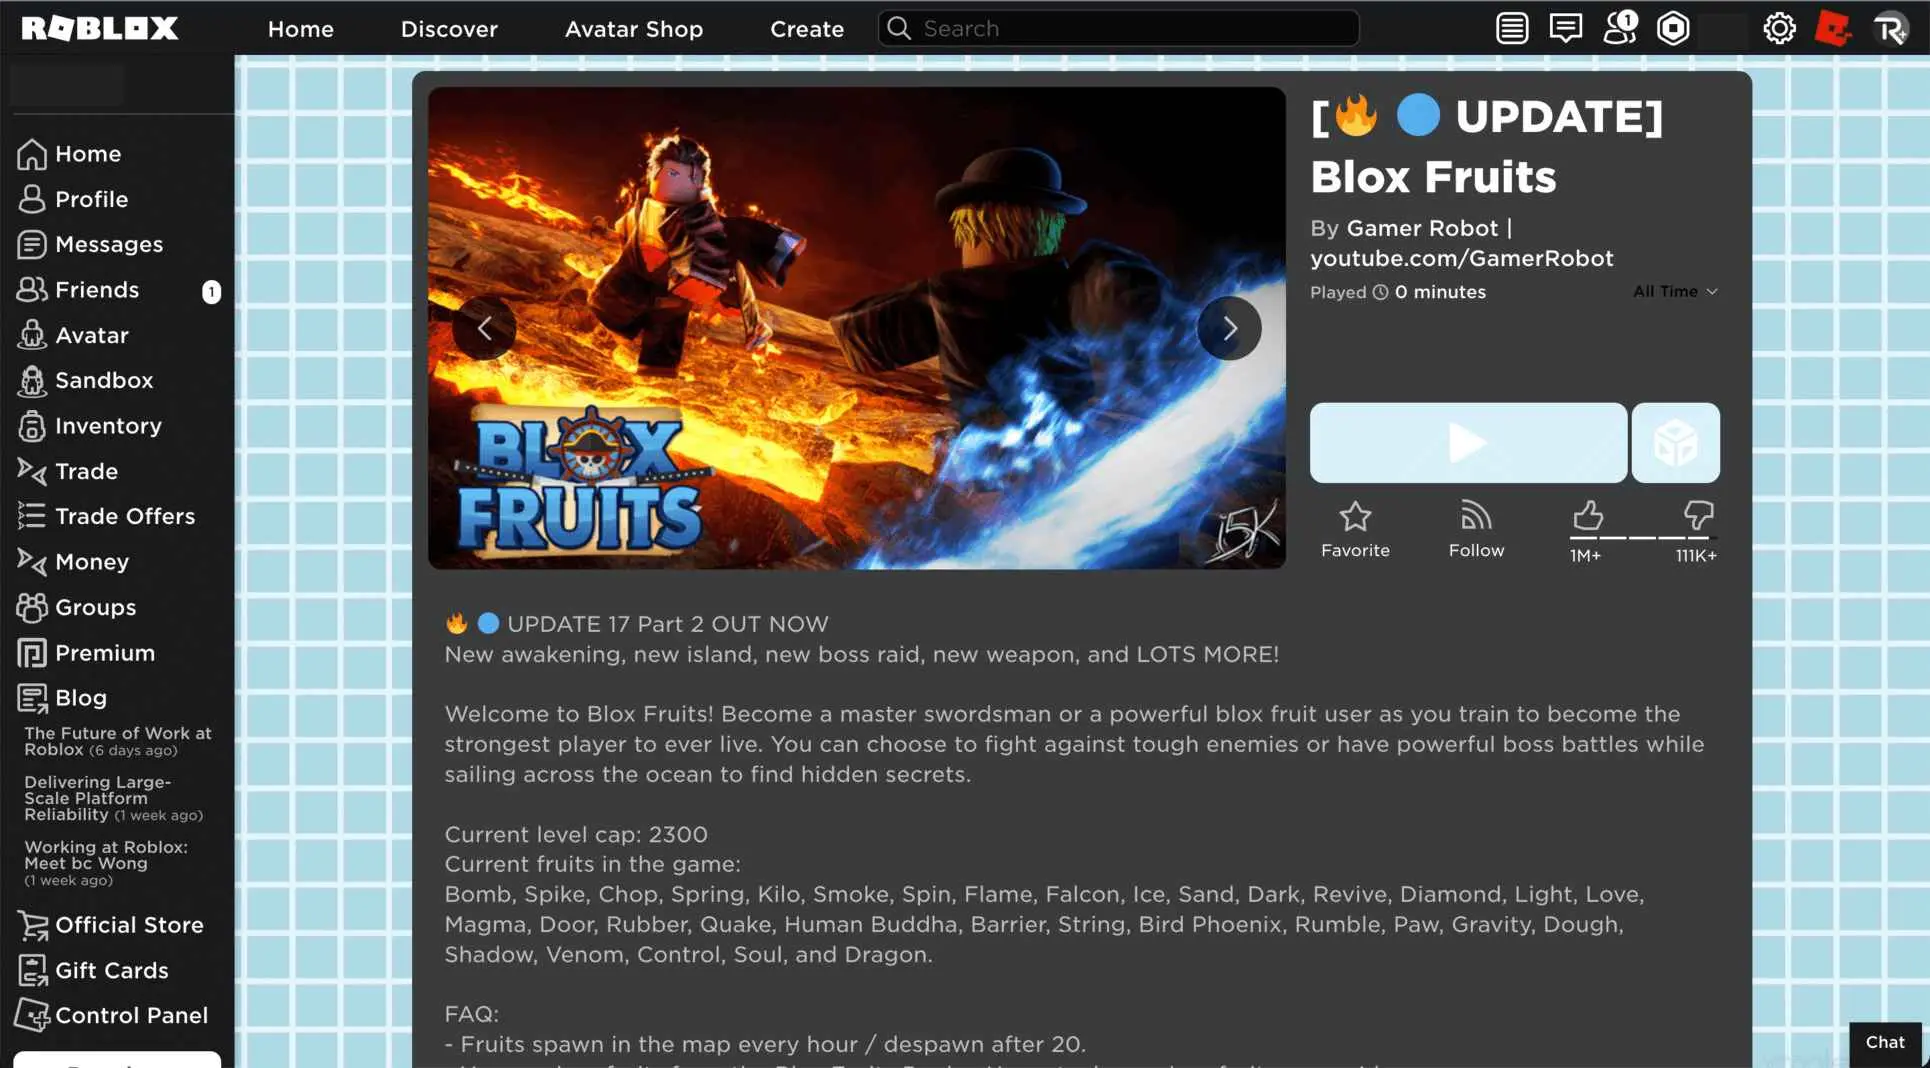 ROBLOX
Home
Discover
Avatar Shop
Create
Search
1
Home
Profile
Messages
Friends
1
Avatar
Sandbox
Inventory
Trade
Trade Offers
Money
Groups
Premium
Blog
The Future of Work at
Roblox (6 days ago)
Delivering Large-
Scale Platform
Reliability (1 week ago)
Working at Roblox:
Meet bc Wong
(1 week ago)
Official Store
Gift Cards
Control Panel
BLOX
FRUITS
i5K
[🔥 🔵 UPDATE]
Blox Fruits
By Gamer Robot |
youtube.com/GamerRobot
Played 0 minutes
All Time
Favorite
Follow
1M+
111K+
🔥 🔵 UPDATE 17 Part 2 OUT NOW
New awakening, new island, new boss raid, new weapon, and LOTS MORE!
Welcome to Blox Fruits! Become a master swordsman or a powerful blox fruit user as you train to become the
strongest player to ever live. You can choose to fight against tough enemies or have powerful boss battles while
sailing across the ocean to find hidden secrets.
Current level cap: 2300
Current fruits in the game:
Bomb, Spike, Chop, Spring, Kilo, Smoke, Spin, Flame, Falcon, Ice, Sand, Dark, Revive, Diamond, Light, Love,
Magma, Door, Rubber, Quake, Human Buddha, Barrier, String, Bird Phoenix, Rumble, Paw, Gravity, Dough,
Shadow, Venom, Control, Soul, and Dragon.
FAQ:
- Fruits spawn in the map every hour / despawn after 20.
Chat